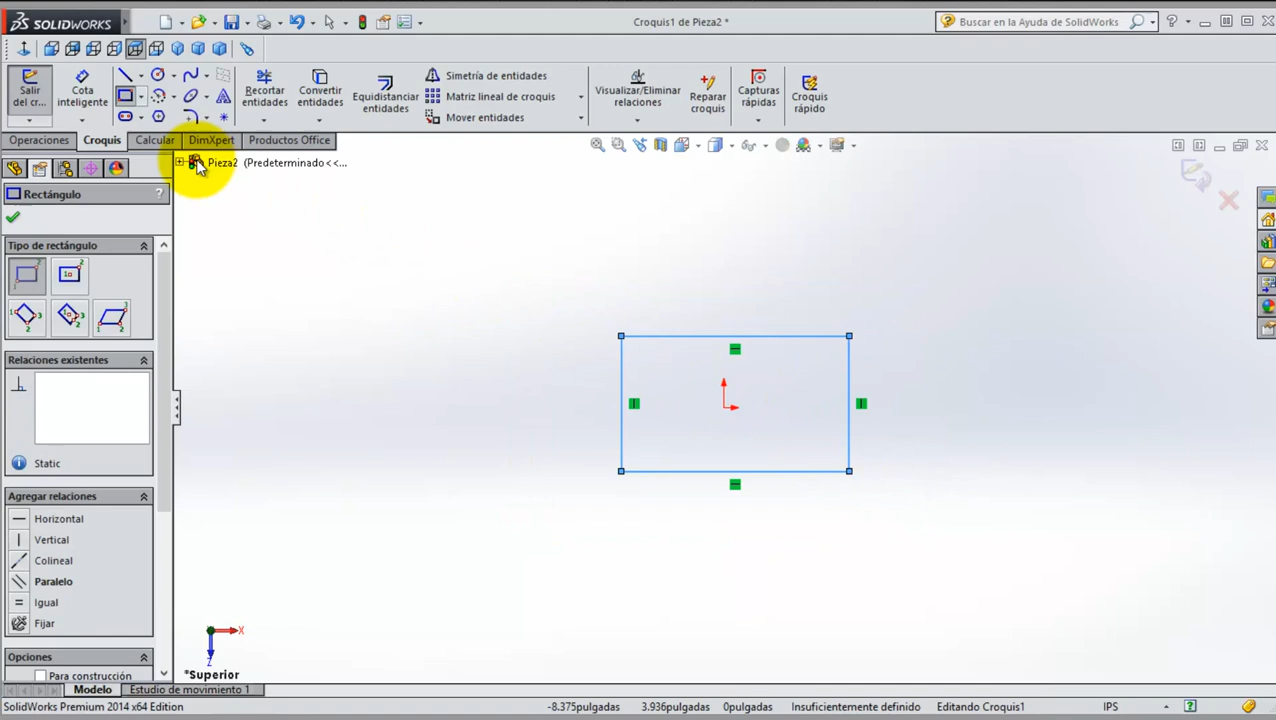 SOLIDWORKS
Croquis1 de Pieza2 *
Buscar en la Ayuda de SolidWorks
Salir del cr...
Cota inteligente
Recortar entidades
Convertir entidades
Equidistanciar entidades
Simetría de entidades
Matriz lineal de croquis
Mover entidades
Visualizar/Eliminar relaciones
Reparar croquis
Capturas rápidas
Croquis rápido
Operaciones Croquis Calcular DimXpert Productos Office
Pieza2 (Predeterminado<<...
Rectángulo ?
Tipo de rectángulo
Relaciones existentes
Static
Agregar relaciones
Horizontal
Vertical
Colineal
Paralelo
Igual
Fijar
Opciones
Para construcción
X
Z
*Superior
Modelo Estudio de movimiento 1
SolidWorks Premium 2014 x64 Edition -8.375pulgadas 3.936pulgadas 0pulgadas Insuficientemente definido Editando Croquis1 IPS